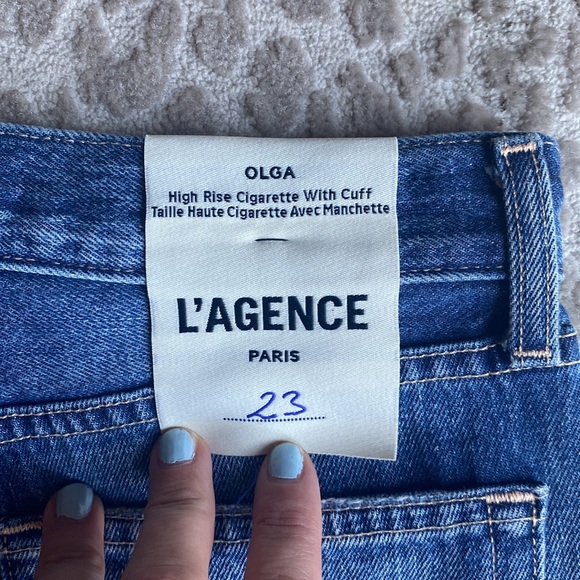 OLGA
High Rise Cigarette With Cuff
Taille Haute Cigarette Avec Manchette
L'AGENCE
PARIS
23